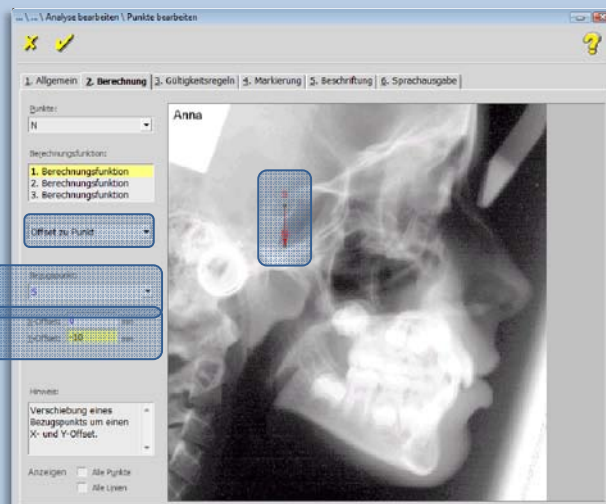 ... \ ... \ Analyse bearbeiten \ Punkte bearbeiten
1. Allgemein 2. Berechnung 3. Gültigkeitsregeln 4. Markierung 5. Beschriftung 6. Sprachausgabe
Punkte:
N
Berechnungsfunktion:
1. Berechnungsfunktion
2. Berechnungsfunktion
3. Berechnungsfunktion
Offset zu Punkt
Bezugspunkt:
S
X-Offset: 0 mm
Y-Offset: -10 mm
Hinweis:
Verschiebung eines
Bezugspunkts um einen
X- und Y-Offset.
Anzeigen Alle Punkte
Alle Linien
Anna